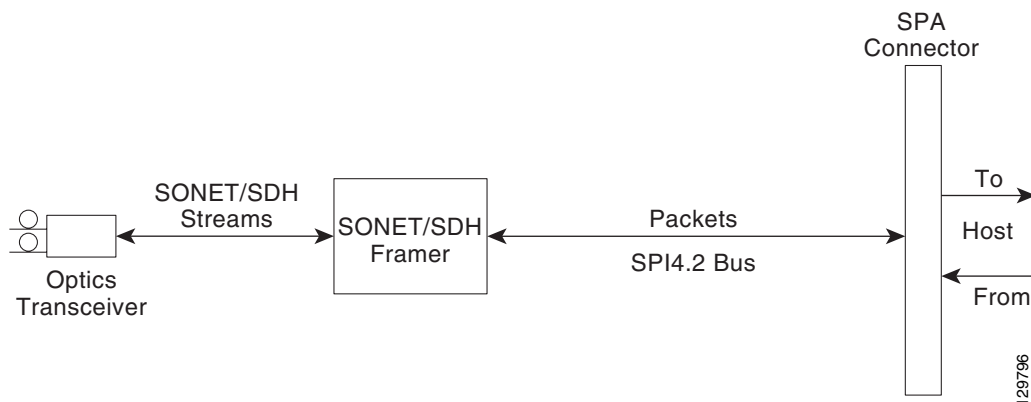 SPA
Connector
SONET/SDH
Streams
SONET/SDH
Framer
Packets
SPI4.2 Bus
To
Host
From
Optics
Transceiver
129796